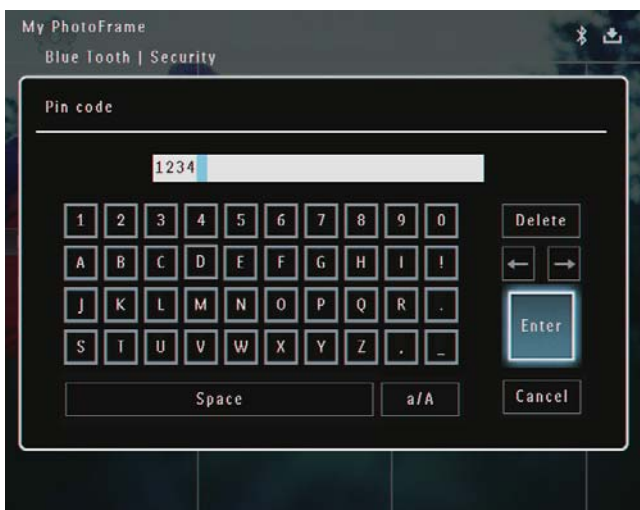 My PhotoFrame
Blue Tooth | Security
Pin code
1234
1 2 3 4 5 6 7 8 9 0 Delete
A B C D E F G H I ! ← →
J K L M N O P Q R . Enter
S T U V W X Y Z , _
Space a/A Cancel